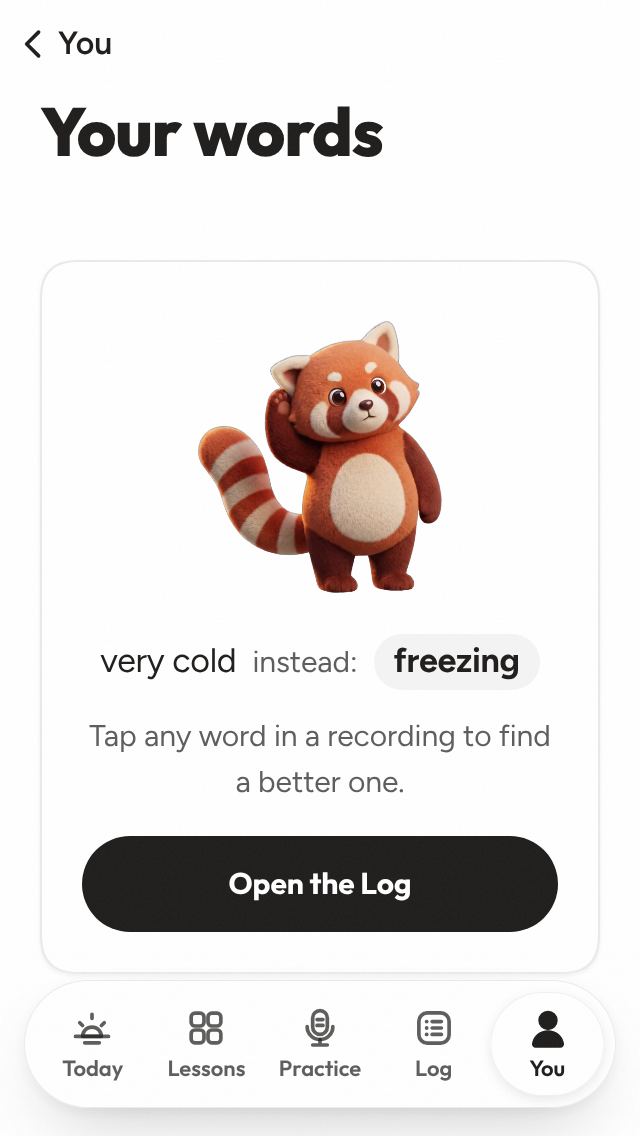 You
Your words
very cold instead: freezing
Tap any word in a recording to find
a better one.
Open the Log
Today Lessons Practice Log You